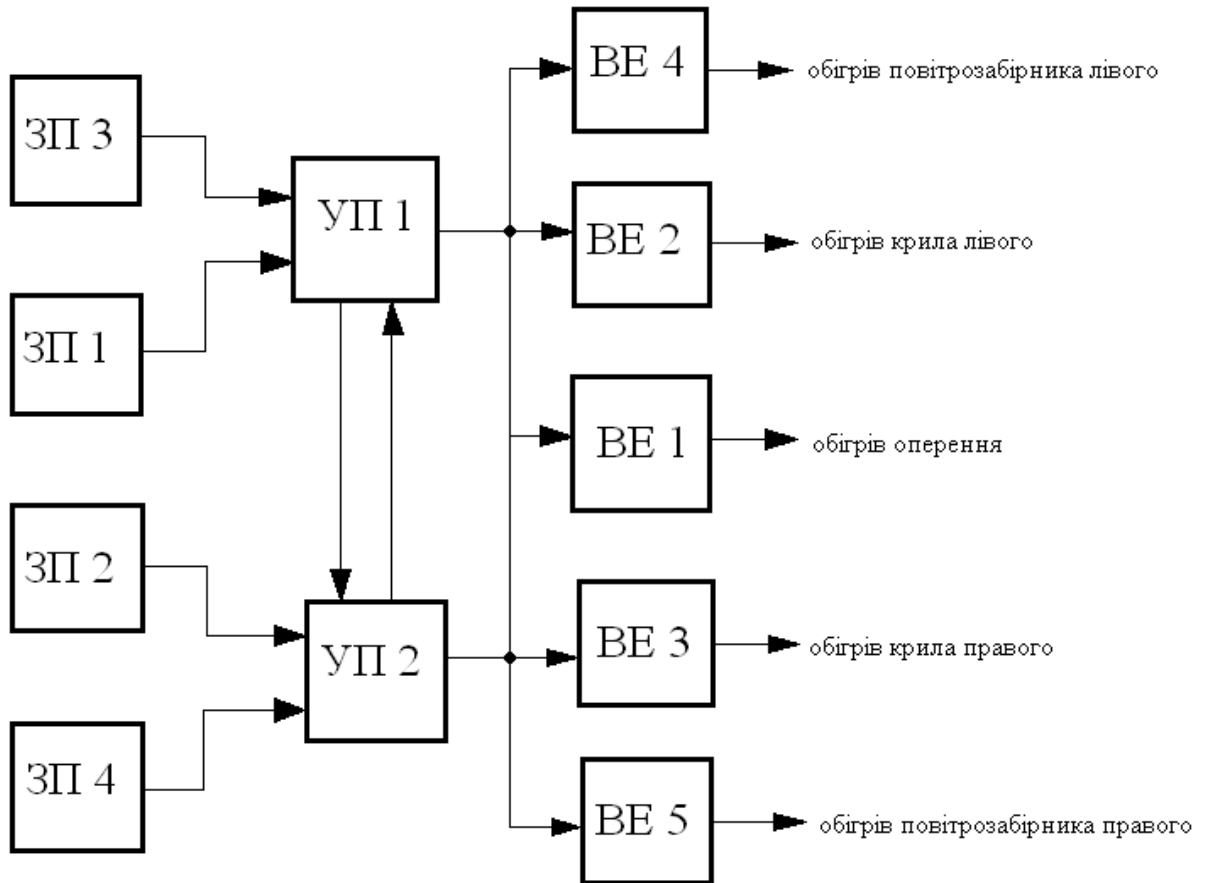 ВЕ 4
обігрів повітрозабірника лівого
ЗП 3
УП 1
ВЕ 2
обігрів крила лівого
ЗП 1
ВЕ 1
обігрів оперення
ЗП 2
УП 2
ВЕ 3
обігрів крила правого
ЗП 4
ВЕ 5
обігрів повітрозабірника правого